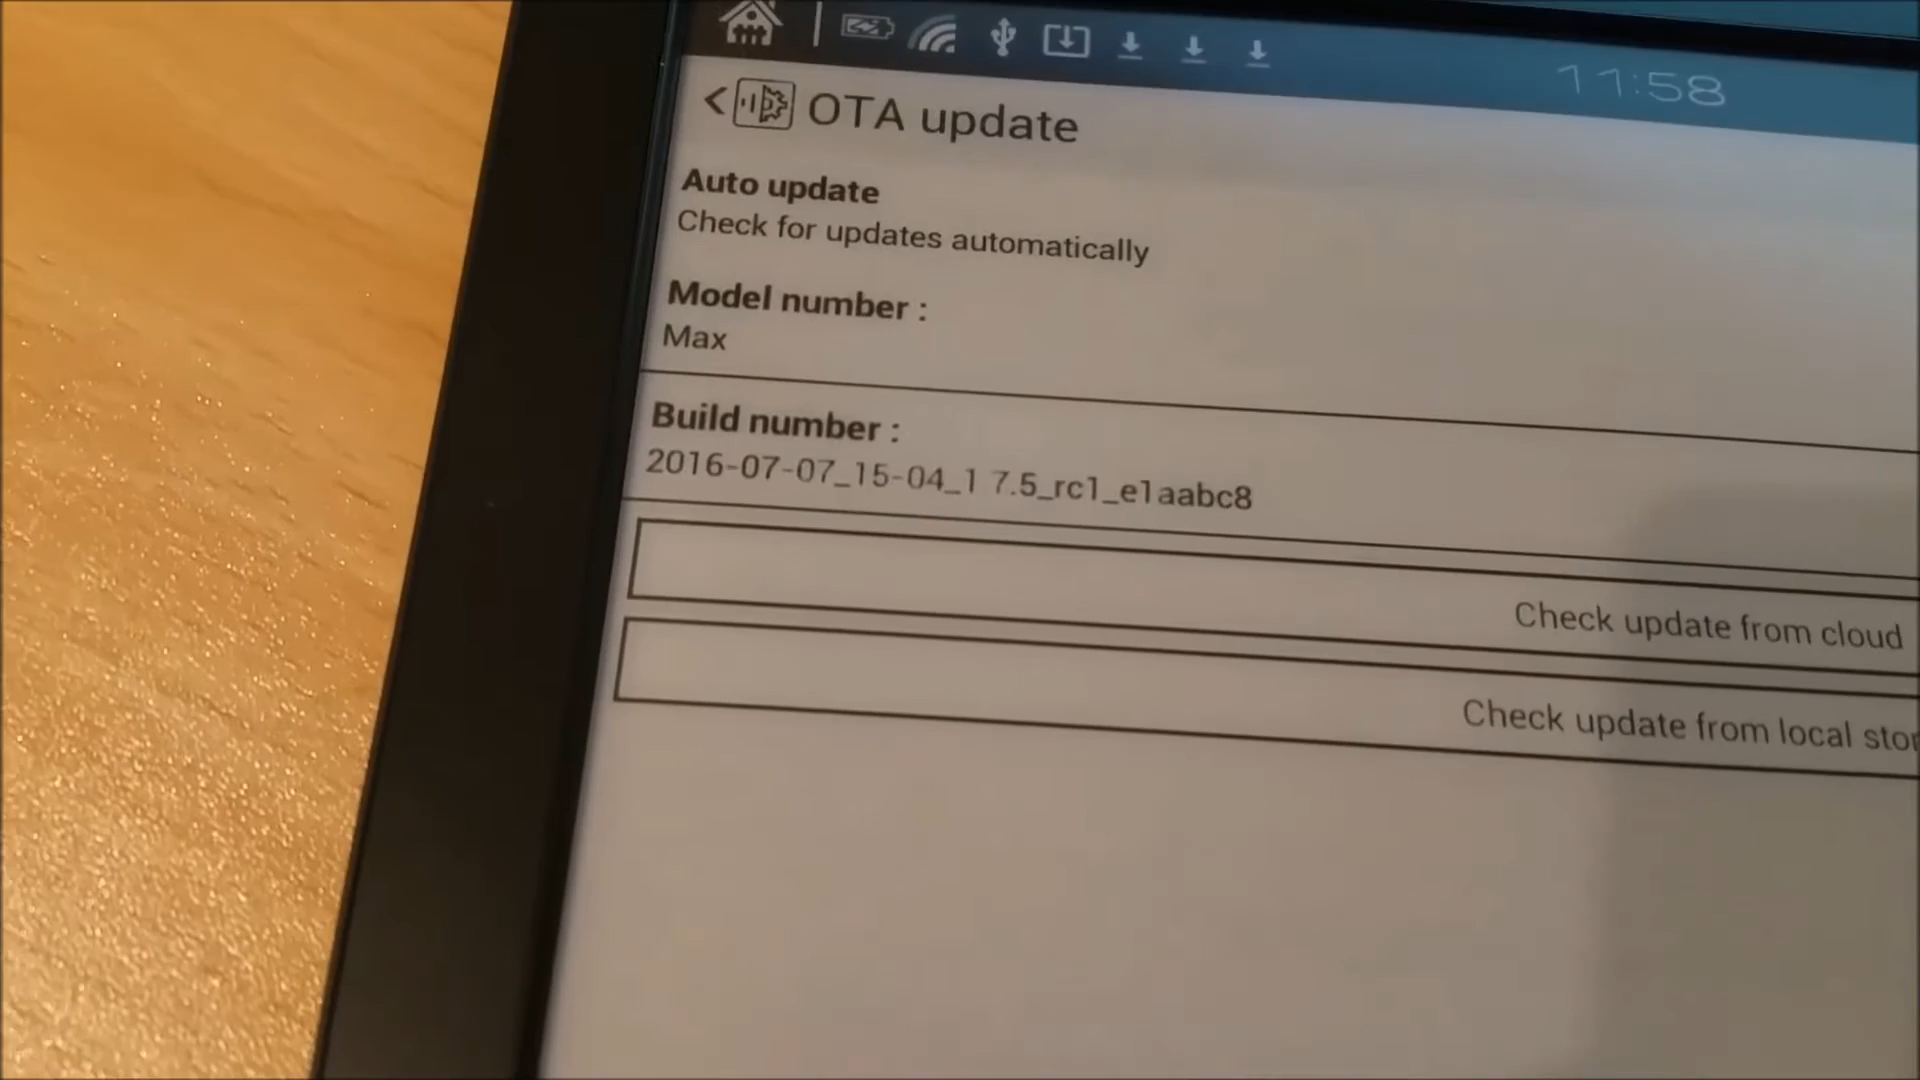 11:58
OTA update
Auto update
Check for updates automatically
Model number :
Max
Build number :
2016-07-07_15-04_1 7.5_rc1_e1aabc8
Check update from cloud
Check update from local stor